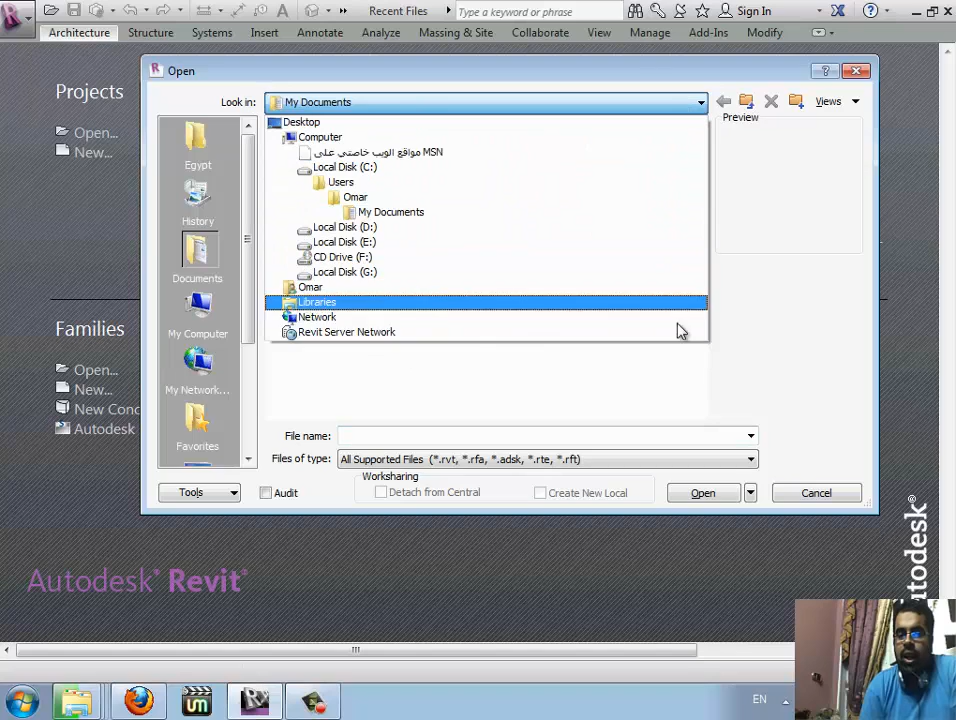 Recent Files
Type a keyword or phrase
Sign In
Architecture Structure Systems Insert Annotate Analyze Massing & Site Collaborate View Manage Add-Ins Modify
Projects
Open...
New...
Families
Open...
New...
New Conc
Autodesk
Open
Look in: My Documents
Views
Desktop
Computer
مواقع الويب خاصتي على MSN
Local Disk (C:)
Users
Omar
My Documents
Local Disk (D:)
Local Disk (E:)
CD Drive (F:)
Local Disk (G:)
Omar
Libraries
Network
Revit Server Network
Preview
Egypt
History
Documents
My Computer
My Network...
Favorites
File name:
Files of type: All Supported Files (*.rvt, *.rfa, *.adsk, *.rte, *.rft)
Worksharing
Tools
Audit
Detach from Central
Create New Local
Open
Cancel
Autodesk® Revit®
Autodesk®
EN